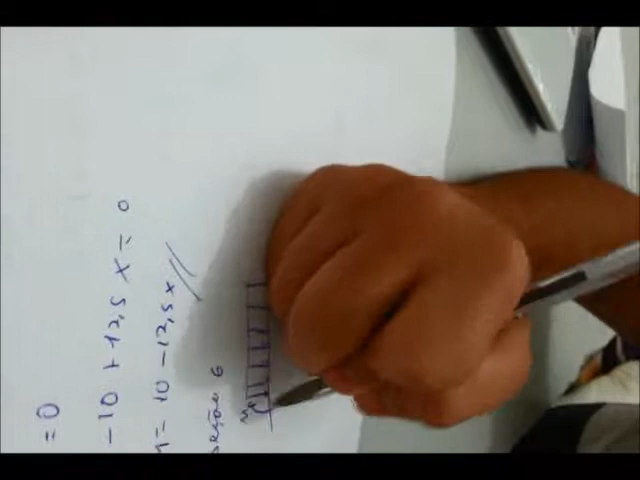 = 0
-10 + 12,5 x = 0
= 10 - 12,5 x //
seção 6